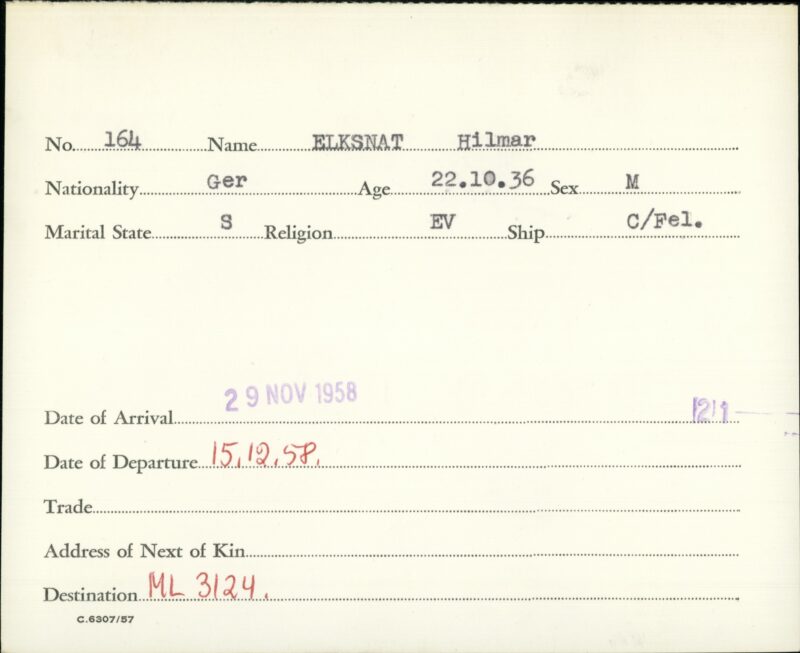 No. 164 Name ELKSNAT Hilmar
Nationality Ger Age 22.10.36 Sex M
Marital State S Religion EV Ship C/Fel.
Date of Arrival 29 NOV 1958 121
Date of Departure 15.12.58.
Trade
Address of Next of Kin
Destination ML 3124.
C.6307/57